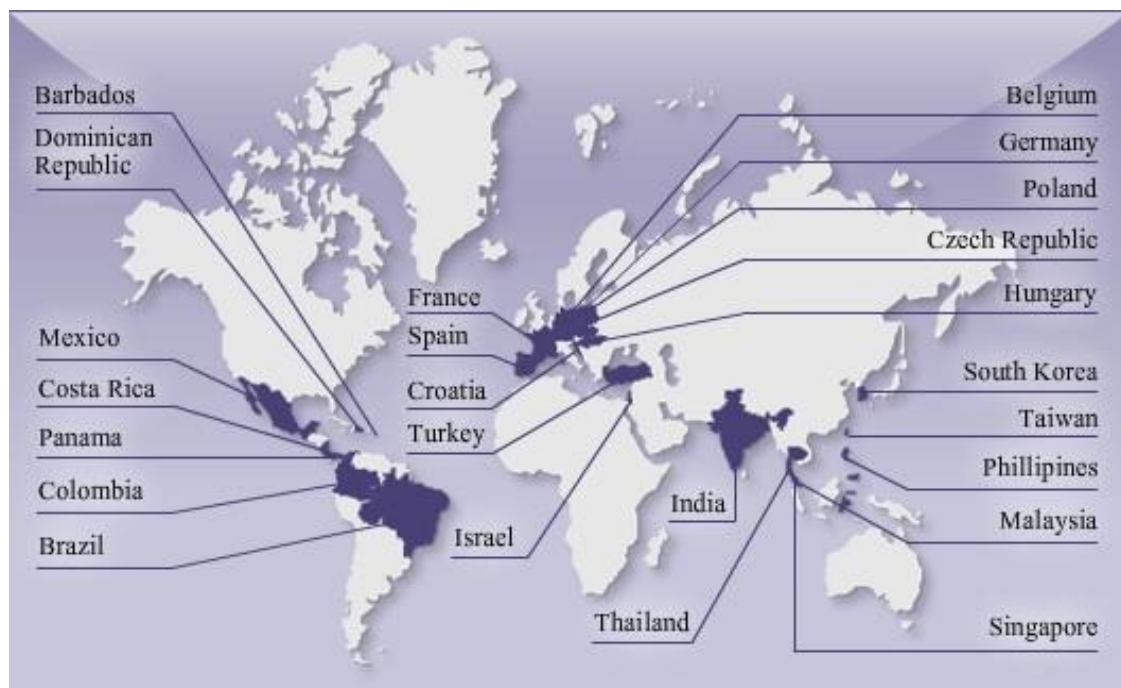 Barbados
Dominican
Republic
Mexico
Costa Rica
Panama
Colombia
Brazil
France
Spain
Croatia
Turkey
Israel
India
Thailand
Belgium
Germany
Poland
Czech Republic
Hungary
South Korea
Taiwan
Phillipines
Malaysia
Singapore